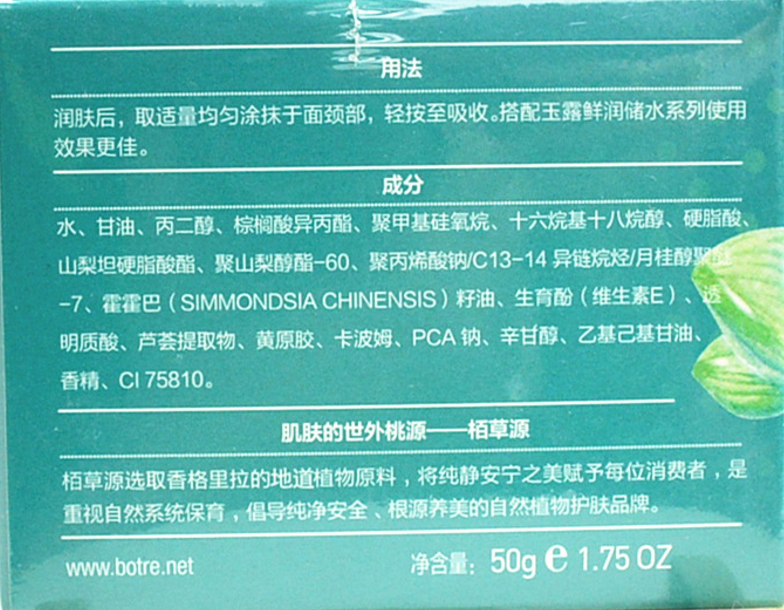 用法
润肤后，取适量均匀涂抹于面颈部，轻按至吸收。搭配玉露鲜润储水系列使用
效果更佳。
成分
水、甘油、丙二醇、棕榈酸异丙酯、聚甲基硅氧烷、十六烷基十八烷醇、硬脂酸、
山梨坦硬脂酸酯、聚山梨醇酯-60、聚丙烯酸钠/C13-14 异链烷烃/月桂醇聚醚
-7、霍霍巴（SIMMONDSIA CHINENSIS）籽油、生育酚（维生素E）、透
明质酸、芦荟提取物、黄原胶、卡波姆、PCA 钠、辛甘醇、乙基己基甘油、
香精、CI 75810。
肌肤的世外桃源——栢草源
栢草源选取香格里拉的地道植物原料，将纯静安宁之美赋予每位消费者，是
重视自然系统保育，倡导纯净安全、根源养美的自然植物护肤品牌。
www.botre.net 净含量：50g e 1.75 OZ